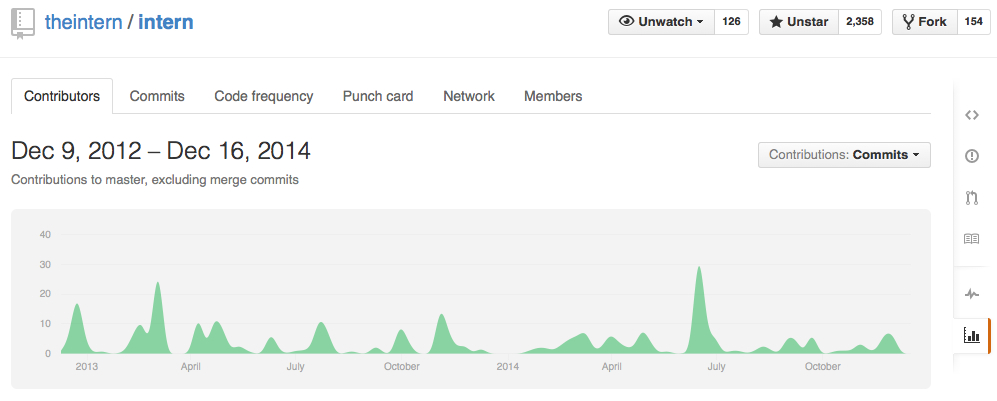 theintern / intern
Unwatch 126 Unstar 2,358 Fork 154
Contributors Commits Code frequency Punch card Network Members
Dec 9, 2012 – Dec 16, 2014
Contributions: Commits
Contributions to master, excluding merge commits
40
30
20
10
0
2013 April July October 2014 April July October